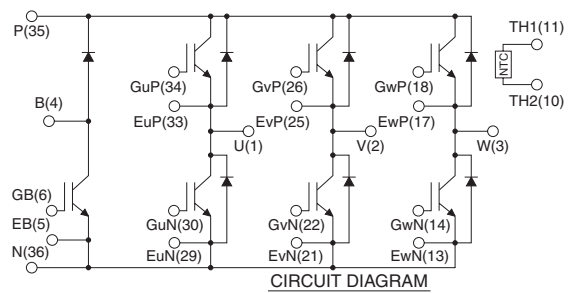 P(35)
TH1(11)
NTC
GuP(34)
GvP(26)
GwP(18)
TH2(10)
B(4)
EuP(33)
EvP(25)
EwP(17)
U(1)
V(2)
W(3)
GB(6)
GuN(30)
GvN(22)
GwN(14)
EB(5)
N(36)
EuN(29)
EvN(21)
EwN(13)
CIRCUIT DIAGRAM